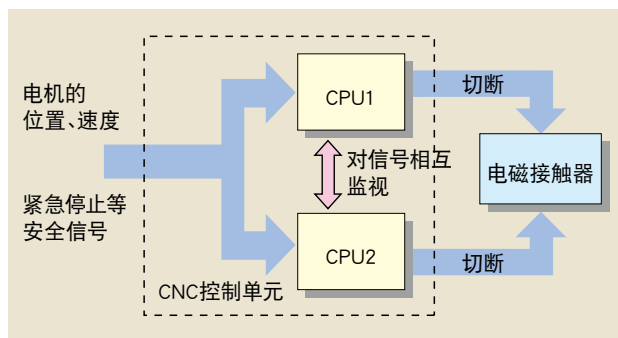 电机的
位置、速度
紧急停止等
安全信号
CPU1
对信号相互
监视
CPU2
CNC控制单元
切断
电磁接触器
切断